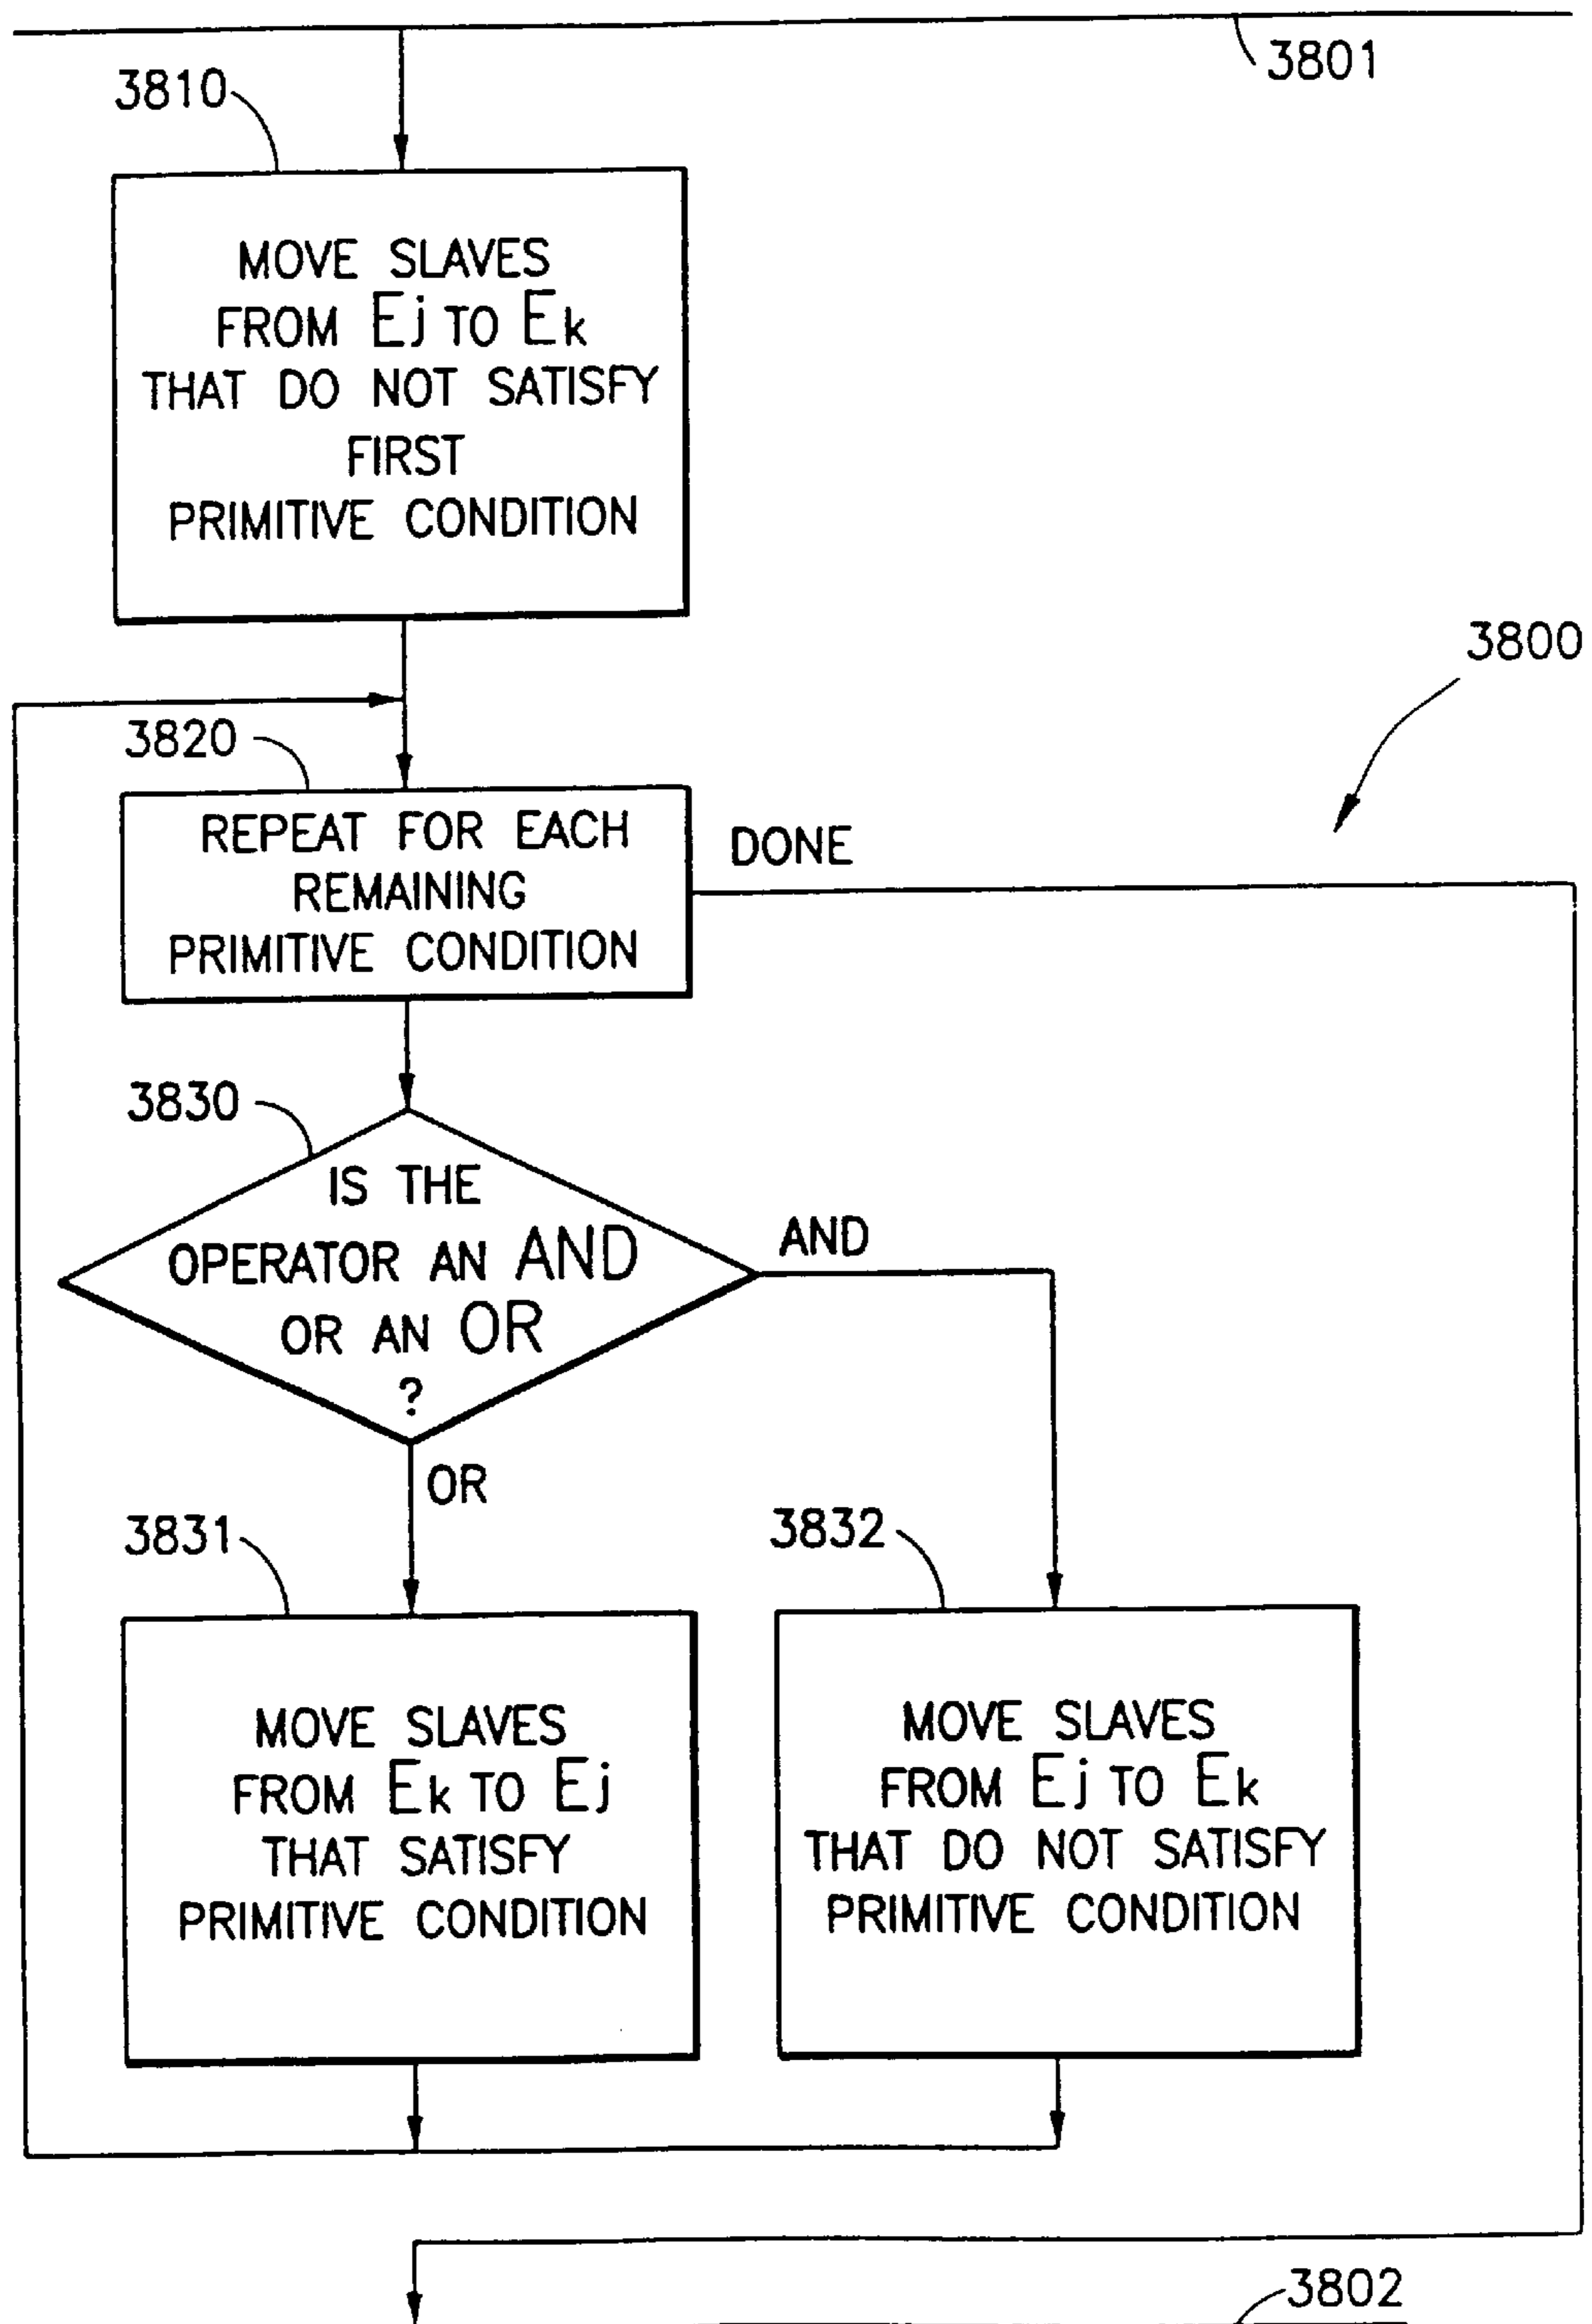 3801
3810
MOVE SLAVES
FROM Ej TO Ek
THAT DO NOT SATISFY
FIRST
PRIMITIVE CONDITION
3800
3820
REPEAT FOR EACH
REMAINING
PRIMITIVE CONDITION
DONE
3830
IS THE
OPERATOR AN AND
OR AN OR
?
AND
OR
3831
MOVE SLAVES
FROM Ek TO Ej
THAT SATISFY
PRIMITIVE CONDITION
3832
MOVE SLAVES
FROM Ej TO Ek
THAT DO NOT SATISFY
PRIMITIVE CONDITION
3802